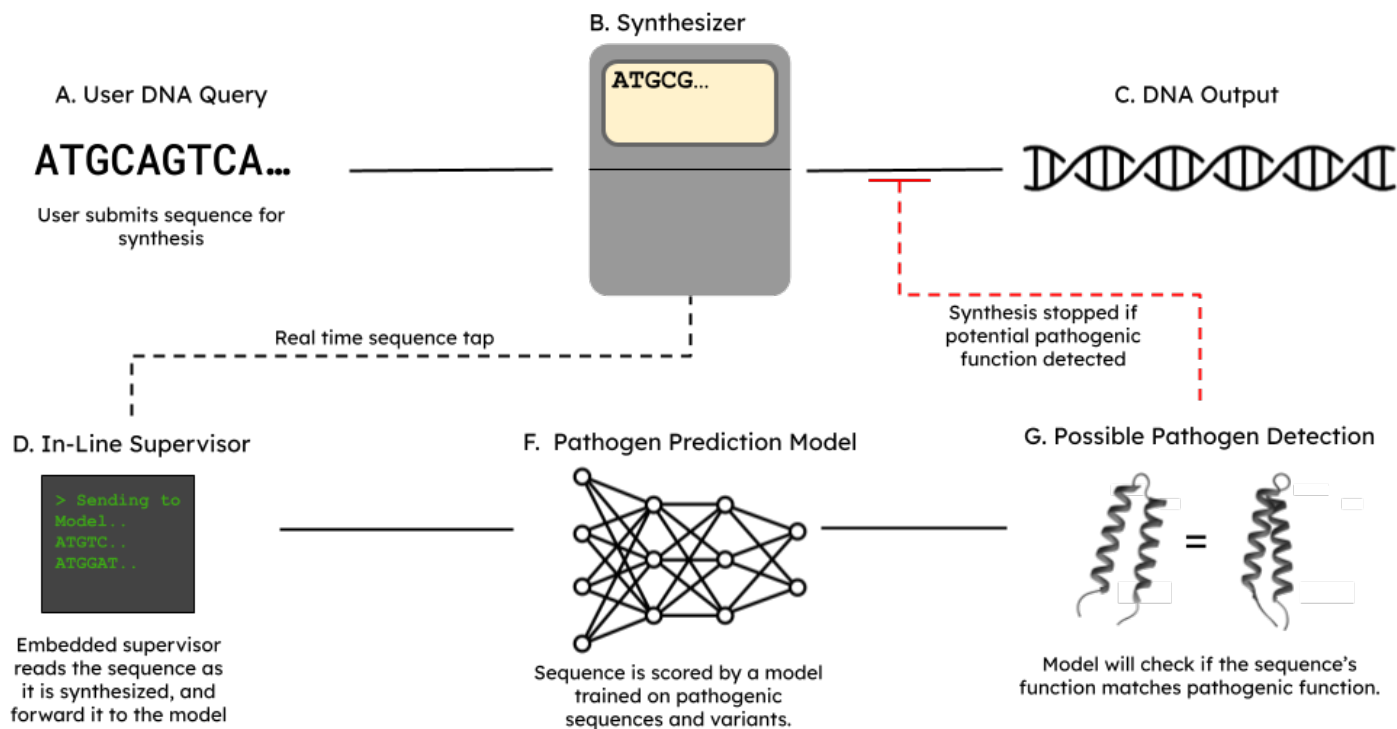 B. Synthesizer
ATGCG...
A. User DNA Query
ATGCAGTCA...
User submits sequence for
synthesis
C. DNA Output
Real time sequence tap
Synthesis stopped if
potential pathogenic
function detected
D. In-Line Supervisor
> Sending to
Model..
ATGTC..
ATGGAT..
Embedded supervisor
reads the sequence as
it is synthesized, and
forward it to the model
F. Pathogen Prediction Model
Sequence is scored by a model
trained on pathogenic
sequences and variants.
G. Possible Pathogen Detection
=
Model will check if the sequence's
function matches pathogenic function.